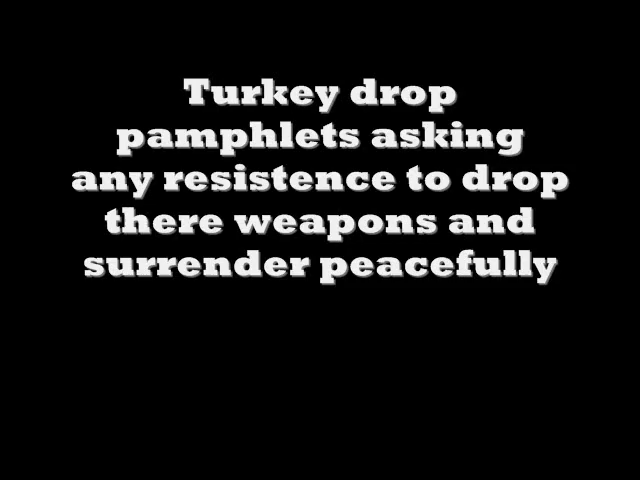 Turkey drop
pamphlets asking
any resistence to drop
there weapons and
surrender peacefully